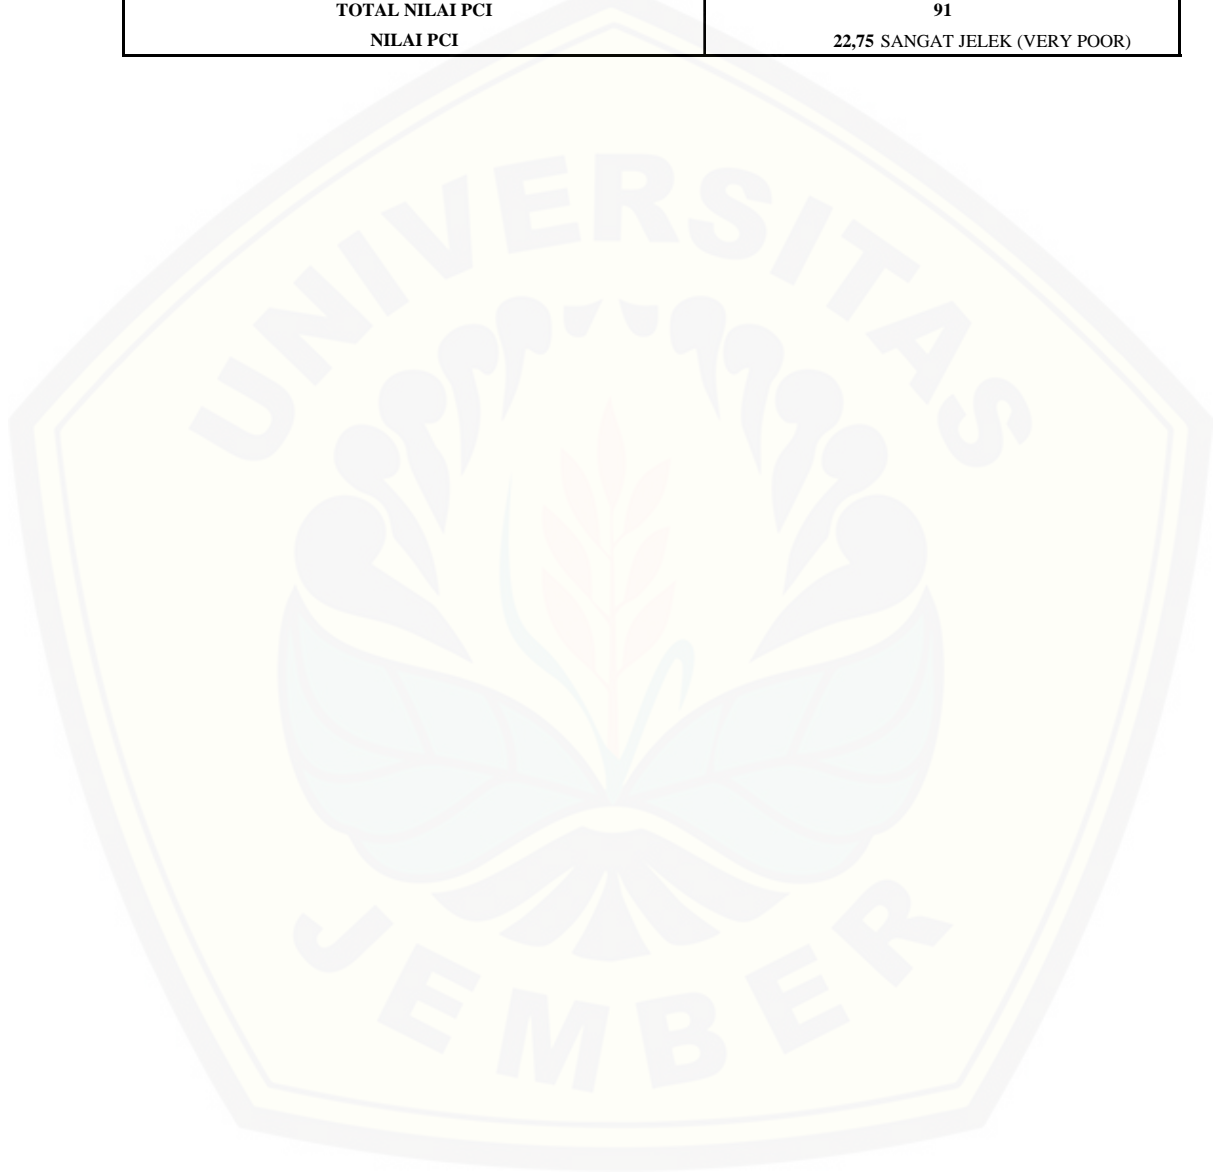 TOTAL NILAI PCI 91
NILAI PCI 22,75 SANGAT JELEK (VERY POOR)
UNIVERSITAS
JEMBER